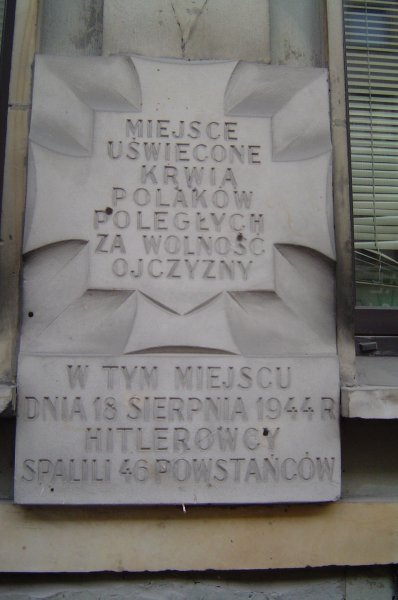 MIEJSCE
UŚWIĘCONE
KRWIĄ
POLAKÓW
POLEGŁYCH
ZA WOLNOŚĆ
OJCZYZNY
W TYM MIEJSCU
DNIA 18 SIERPNIA 1944 R
HITLEROWCY
SPALILI 46 POWSTAŃCÓW